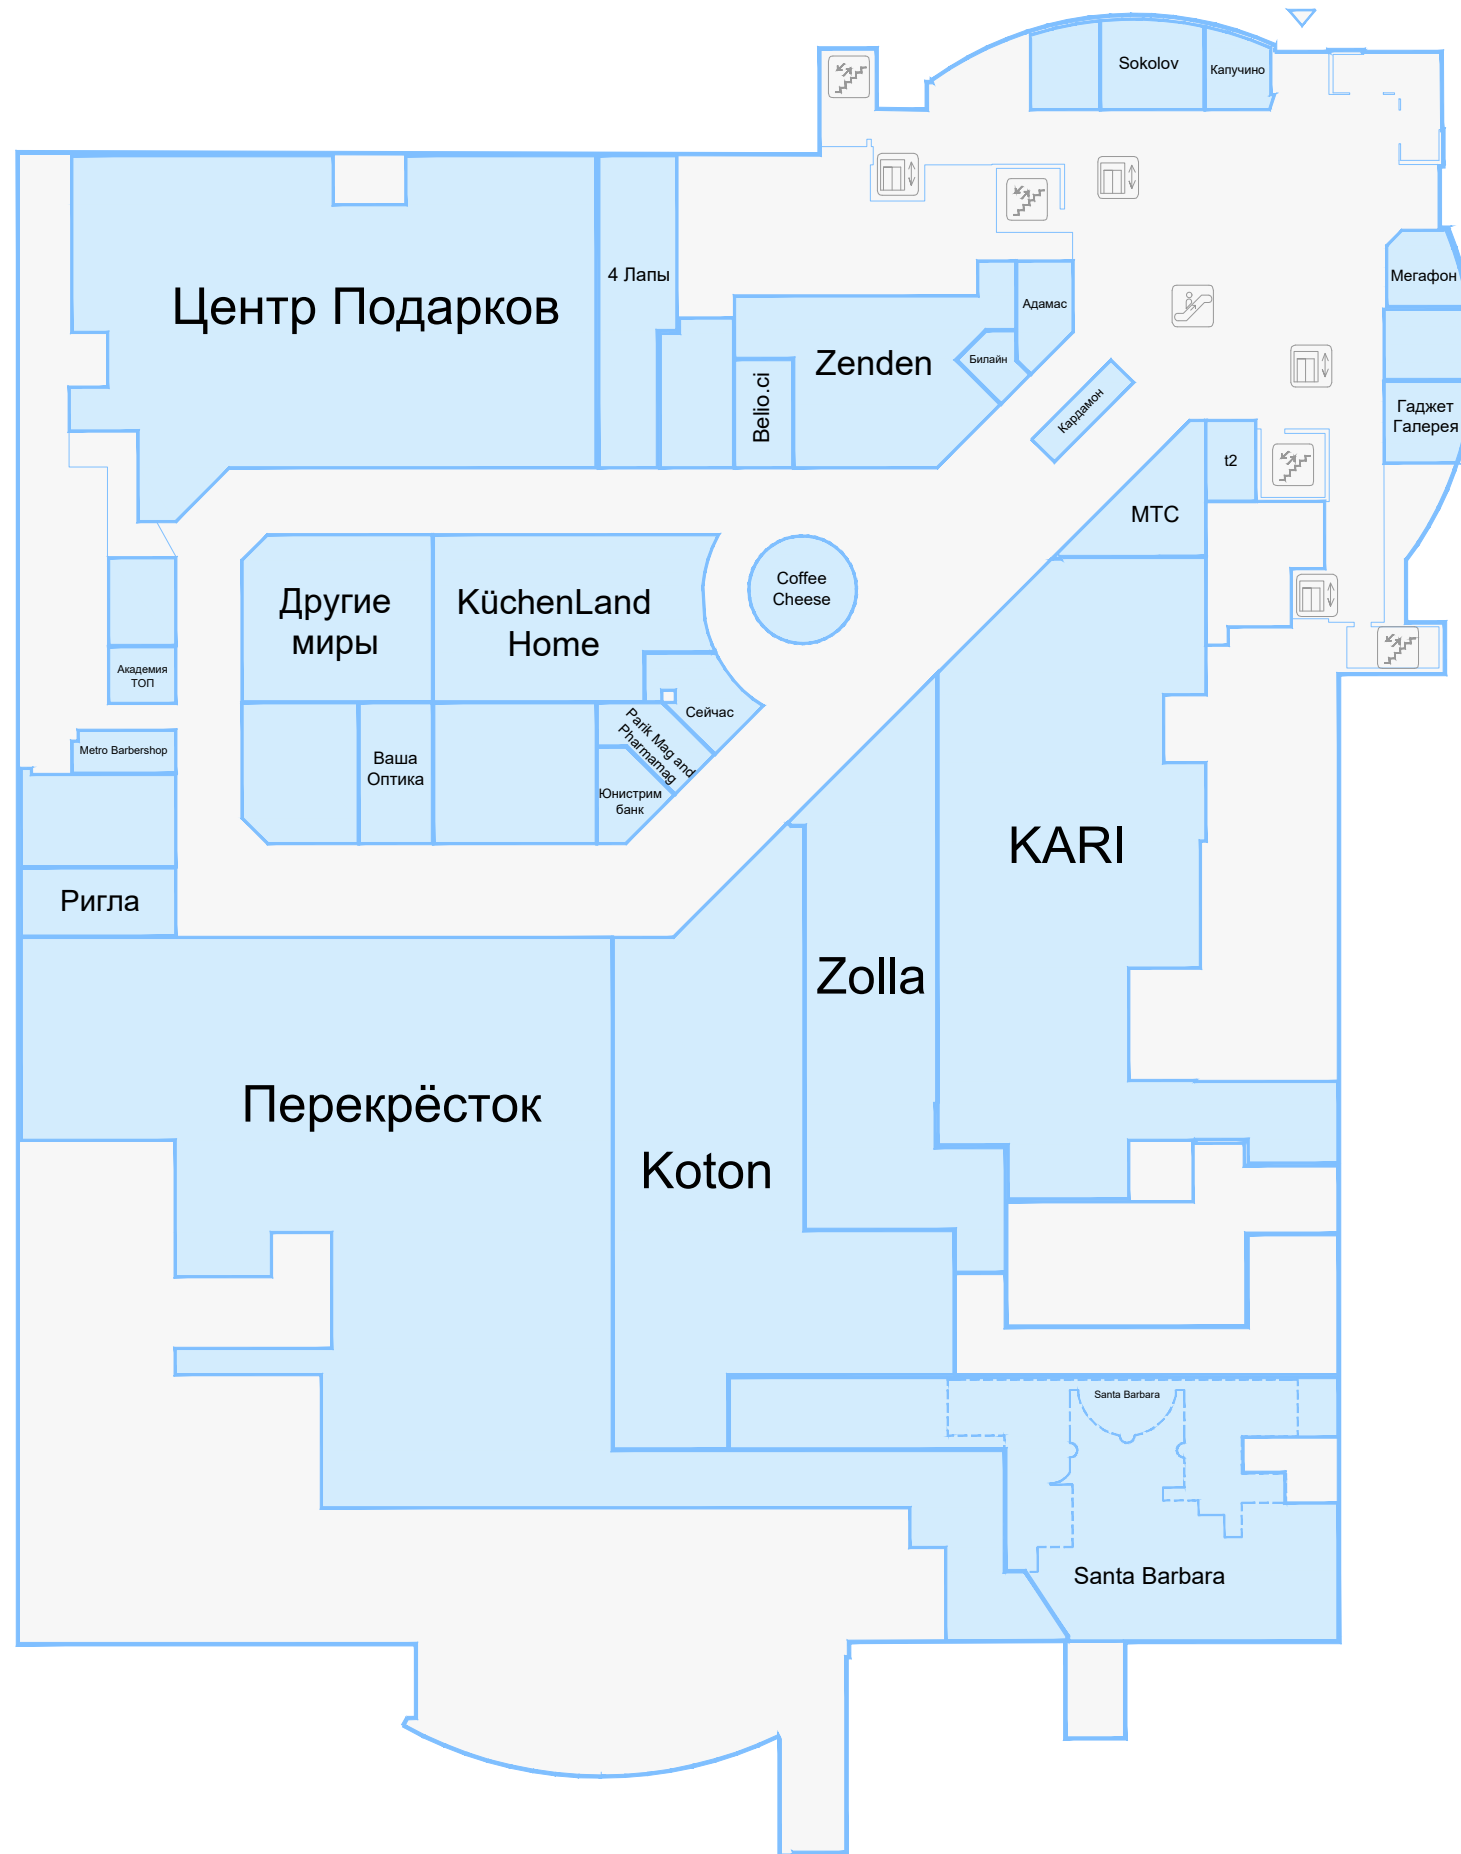 Sokolov
Капучино
4 Лапы
Мегафон
Центр Подарков
Адамас
Zenden
Билайн
Belio.ci
Кардамон
Гаджет
Галерея
t2
МТС
Coffee
Cheese
Другие
миры
KüchenLand
Home
Академия
ТОП
Сейчас
Parik Mag and
Pharmamag
Metro Barbershop
Ваша
Оптика
Юнистрим
банк
KARI
Ригла
Zolla
Перекрёсток
Koton
Santa Barbara
Santa Barbara